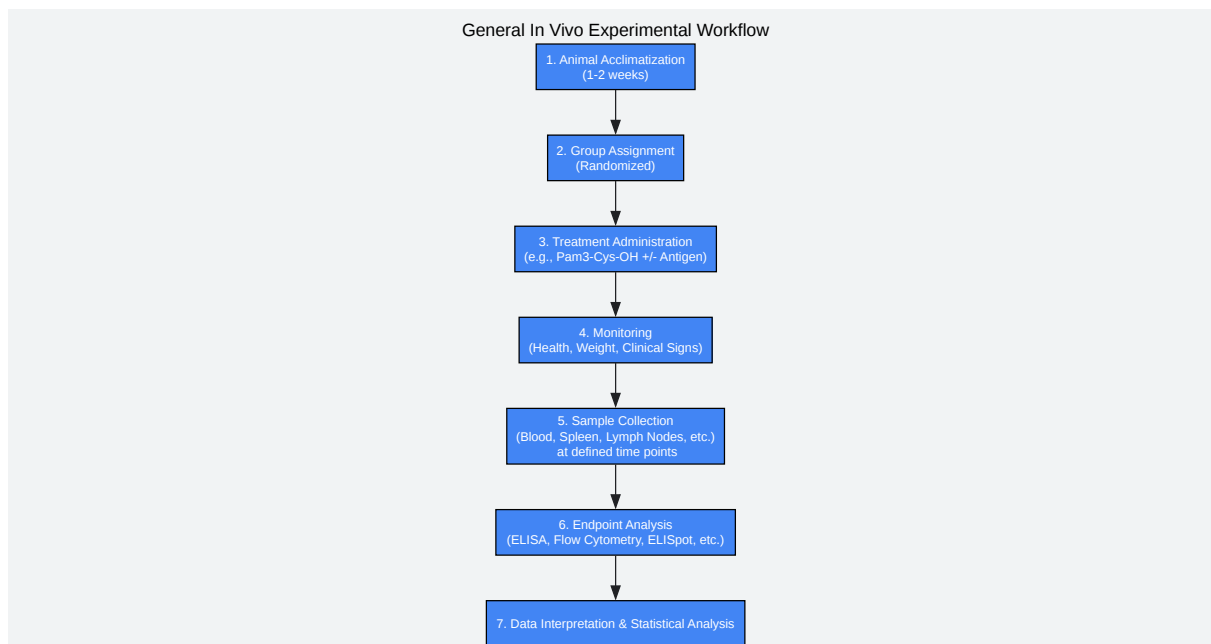 General In Vivo Experimental Workflow
1. Animal Acclimatization
(1-2 weeks)
2. Group Assignment
(Randomized)
3. Treatment Administration
(e.g., Pam3-Cys-OH +/- Antigen)
4. Monitoring
(Health, Weight, Clinical Signs)
5. Sample Collection
(Blood, Spleen, Lymph Nodes, etc.)
at defined time points
6. Endpoint Analysis
(ELISA, Flow Cytometry, ELISpot, etc.)
7. Data Interpretation & Statistical Analysis